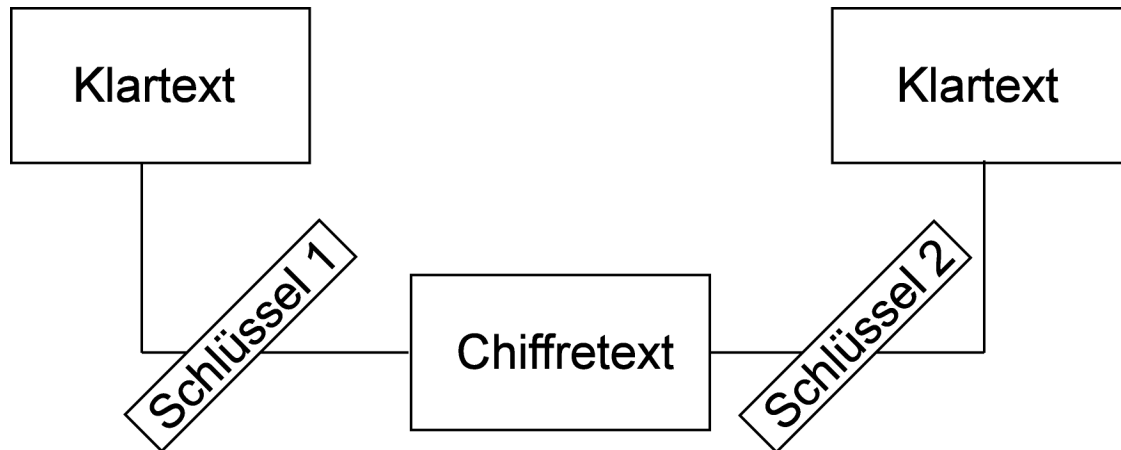 Klartext
Klartext
Schlüssel 1
Chiffretext
Schlüssel 2